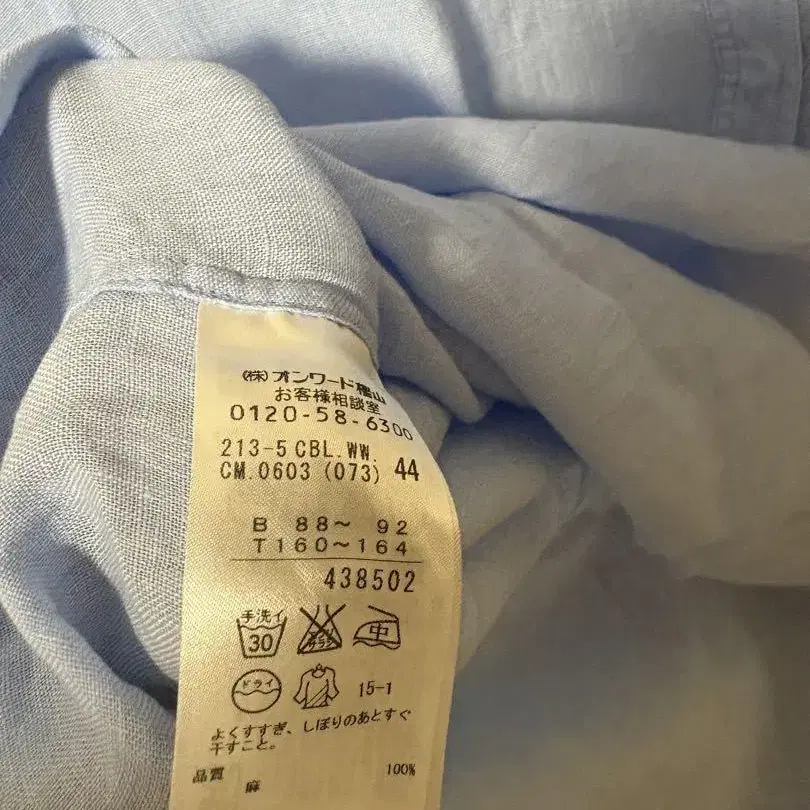 (株)オンワード樫山
お客様相談室
0120-58-6300
213-5 CBL.WW.
CM.0603 (073) 44
B 88～ 92
T160～164
438502
手洗イ
30
中
ドライ
15-1
よくすすぎ、しぼりのあとすぐ
干すこと。
品質
麻 100%